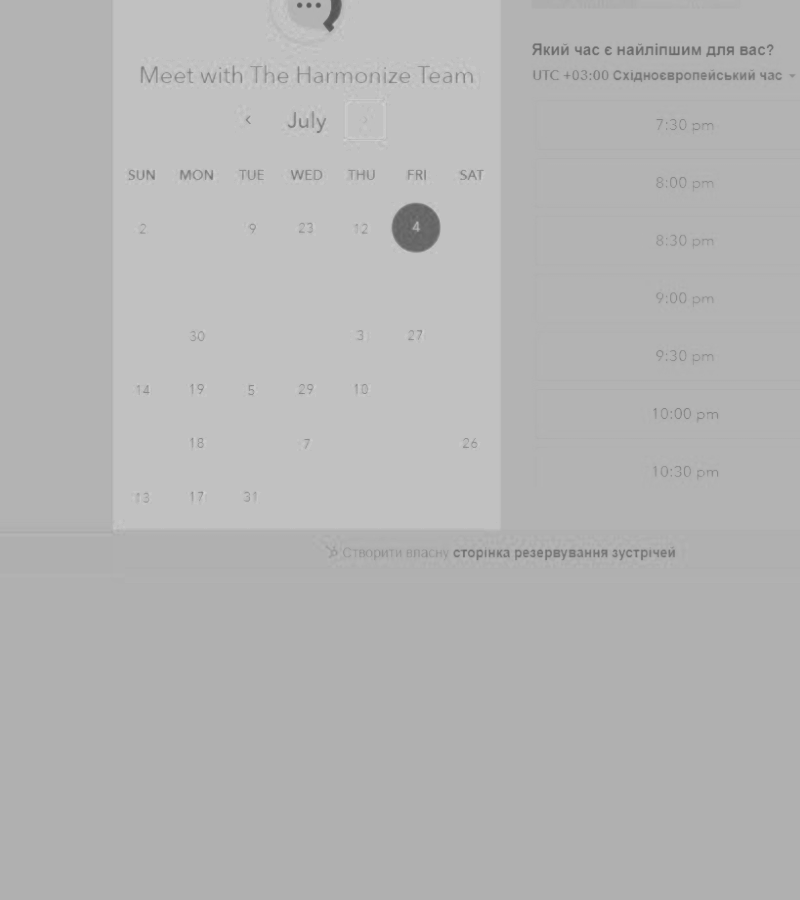 Meet with The Harmonize Team
July
SUN MON TUE WED THU FRI SAT
2 9 23 12 4
30 3 27
14 19 5 29 10
18 7 26
13 17 31
Який час є найліпшим для вас?
UTC +03:00 Східноєвропейський час
7:30 pm
8:00 pm
8:30 pm
9:00 pm
9:30 pm
10:00 pm
10:30 pm
Створити власну сторінка резервування зустрічей